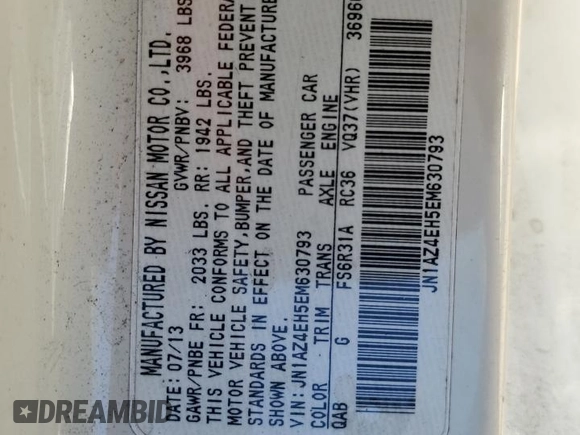 MANUFACTURED BY NISSAN MOTOR CO.,LTD.
DATE: 07/13 GVWR/PNBV: 3968 LBS
GAWR/PNBE FR: 2033 LBS. RR: 1942 LBS.
THIS VEHICLE CONFORMS TO ALL APPLICABLE FEDERA
MOTOR VEHICLE SAFETY,BUMPER,AND THEFT PREVENT
STANDARDS IN EFFECT ON THE DATE OF MANUFACTURE
SHOWN ABOVE.
VIN: JN1AZ4EH5EM630793 PASSENGER CAR
COLOR TRIM TRANS AXLE ENGINE
QAB G FS6R31A RC36 VQ37(VHR) 3696
JN1AZ4EH5EM630793
DREAMBID